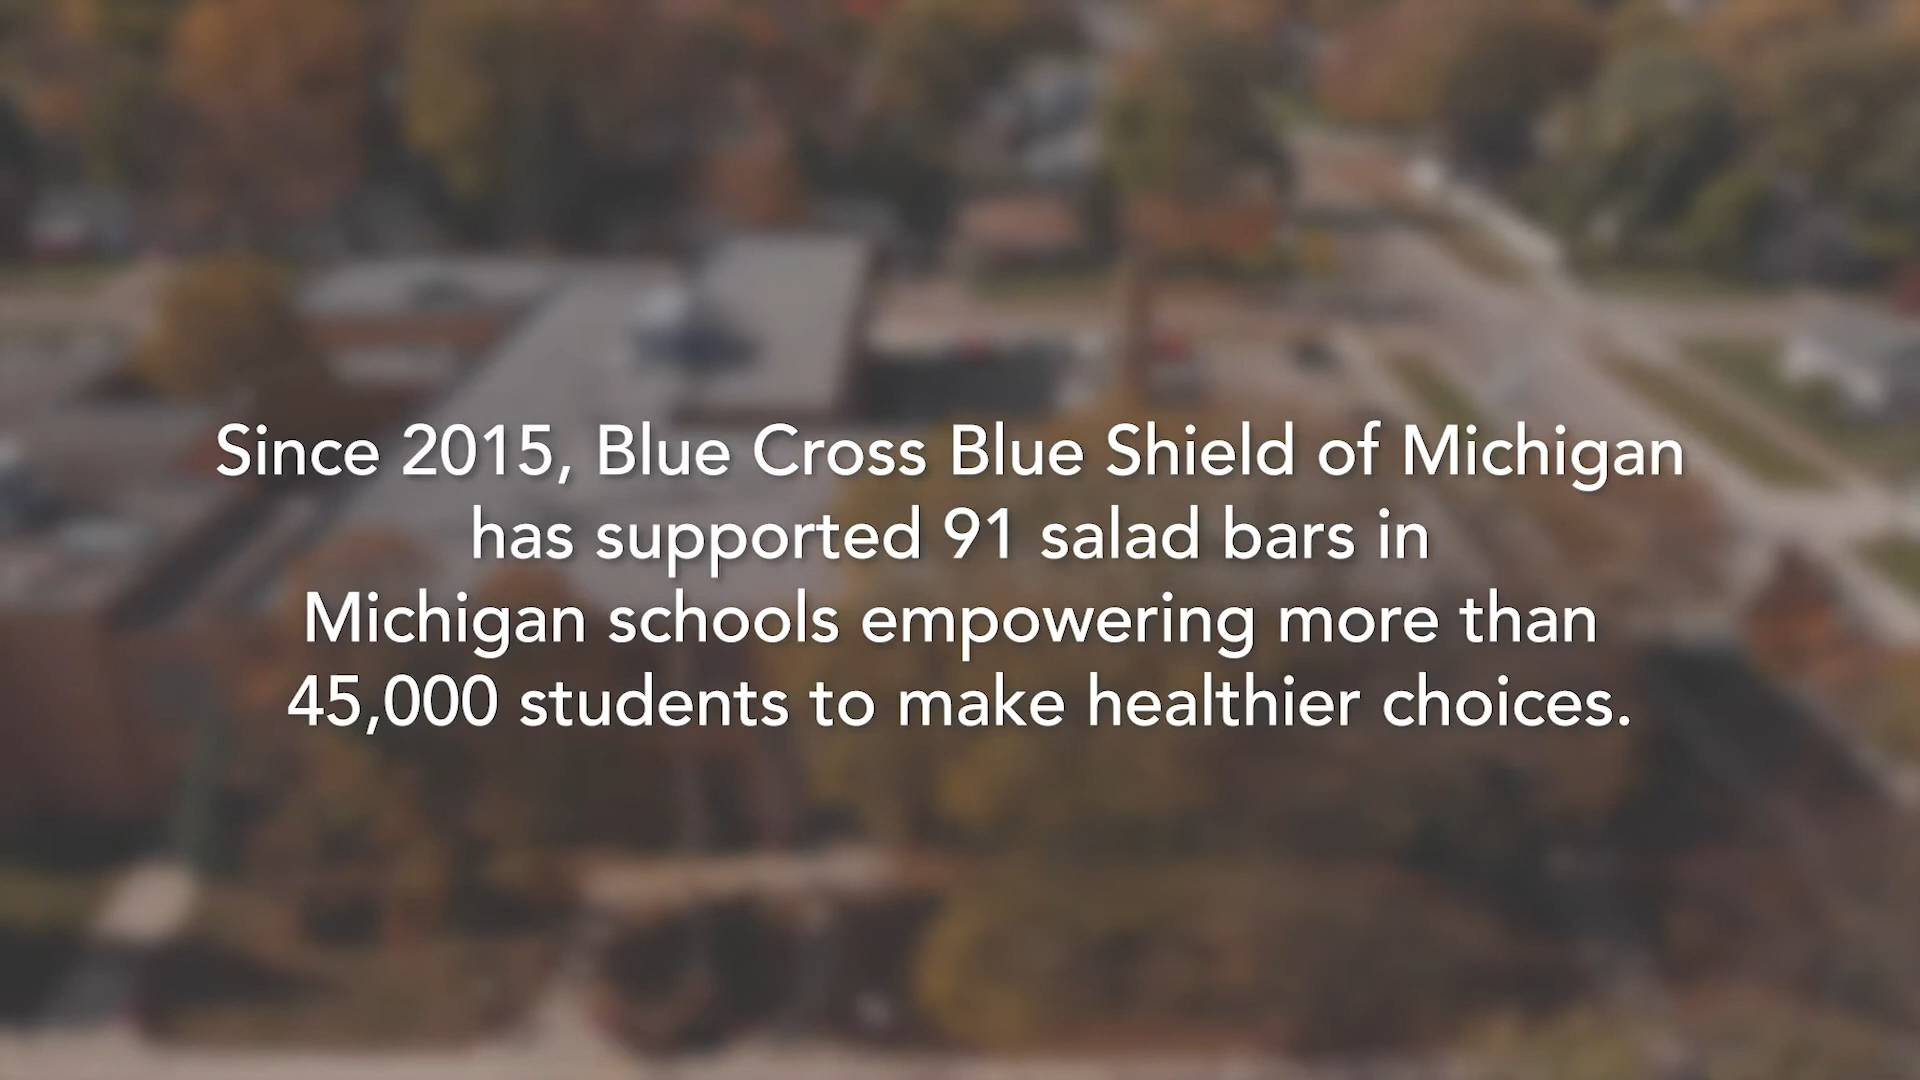 Since 2015, Blue Cross Blue Shield of Michigan
has supported 91 salad bars in
Michigan schools empowering more than
45,000 students to make healthier choices.